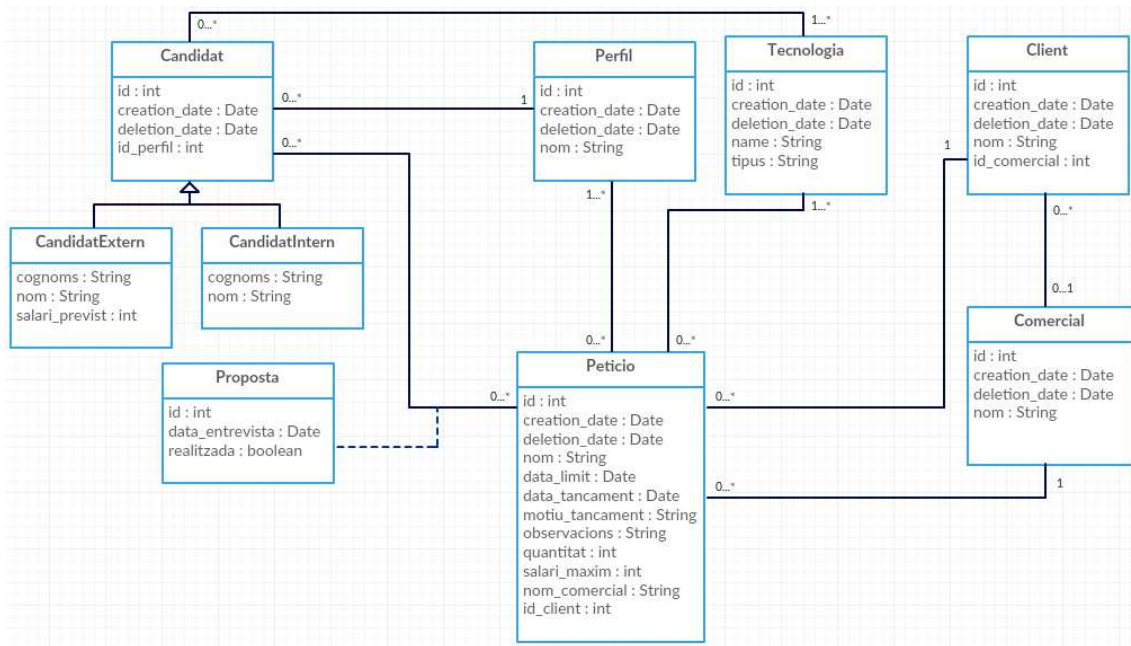 0...*
1...*
Candidat
id : int
creation_date : Date
deletion_date : Date
id_perfil : int
0...*
0...*
1
Perfil
id : int
creation_date : Date
deletion_date : Date
nom : String
1...*
Tecnologia
id : int
creation_date : Date
deletion_date : Date
name : String
tipus : String
1...*
Client
id : int
creation_date : Date
deletion_date : Date
nom : String
id_comercial : int
1
0...*
0...1
CandidatExtern
cognoms : String
nom : String
salari_previst : int
CandidatIntern
cognoms : String
nom : String
Comercial
id : int
creation_date : Date
deletion_date : Date
nom : String
1
Proposta
id : int
data_entrevista : Date
realitzada : boolean
0...*
0...*
0...*
0...*
0...*
Peticio
id : int
creation_date : Date
deletion_date : Date
nom : String
data_limit : Date
data_tancament : Date
motiu_tancament : String
observacions : String
quantitat : int
salari_maxim : int
nom_comercial : String
id_client : int